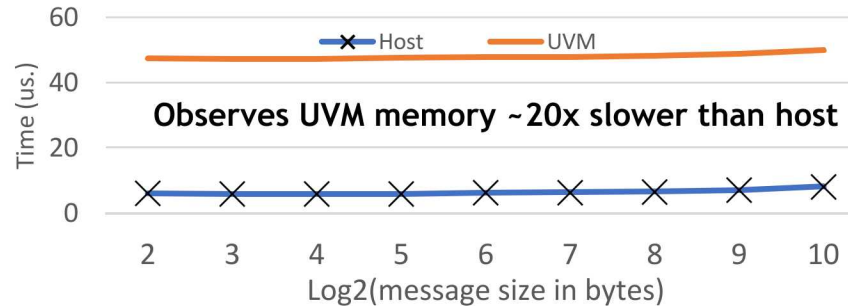 60
Host UVM
40
Time (us.)
Observes UVM memory ~20x slower than host
20
0
2 3 4 5 6 7 8 9 10
Log2(message size in bytes)